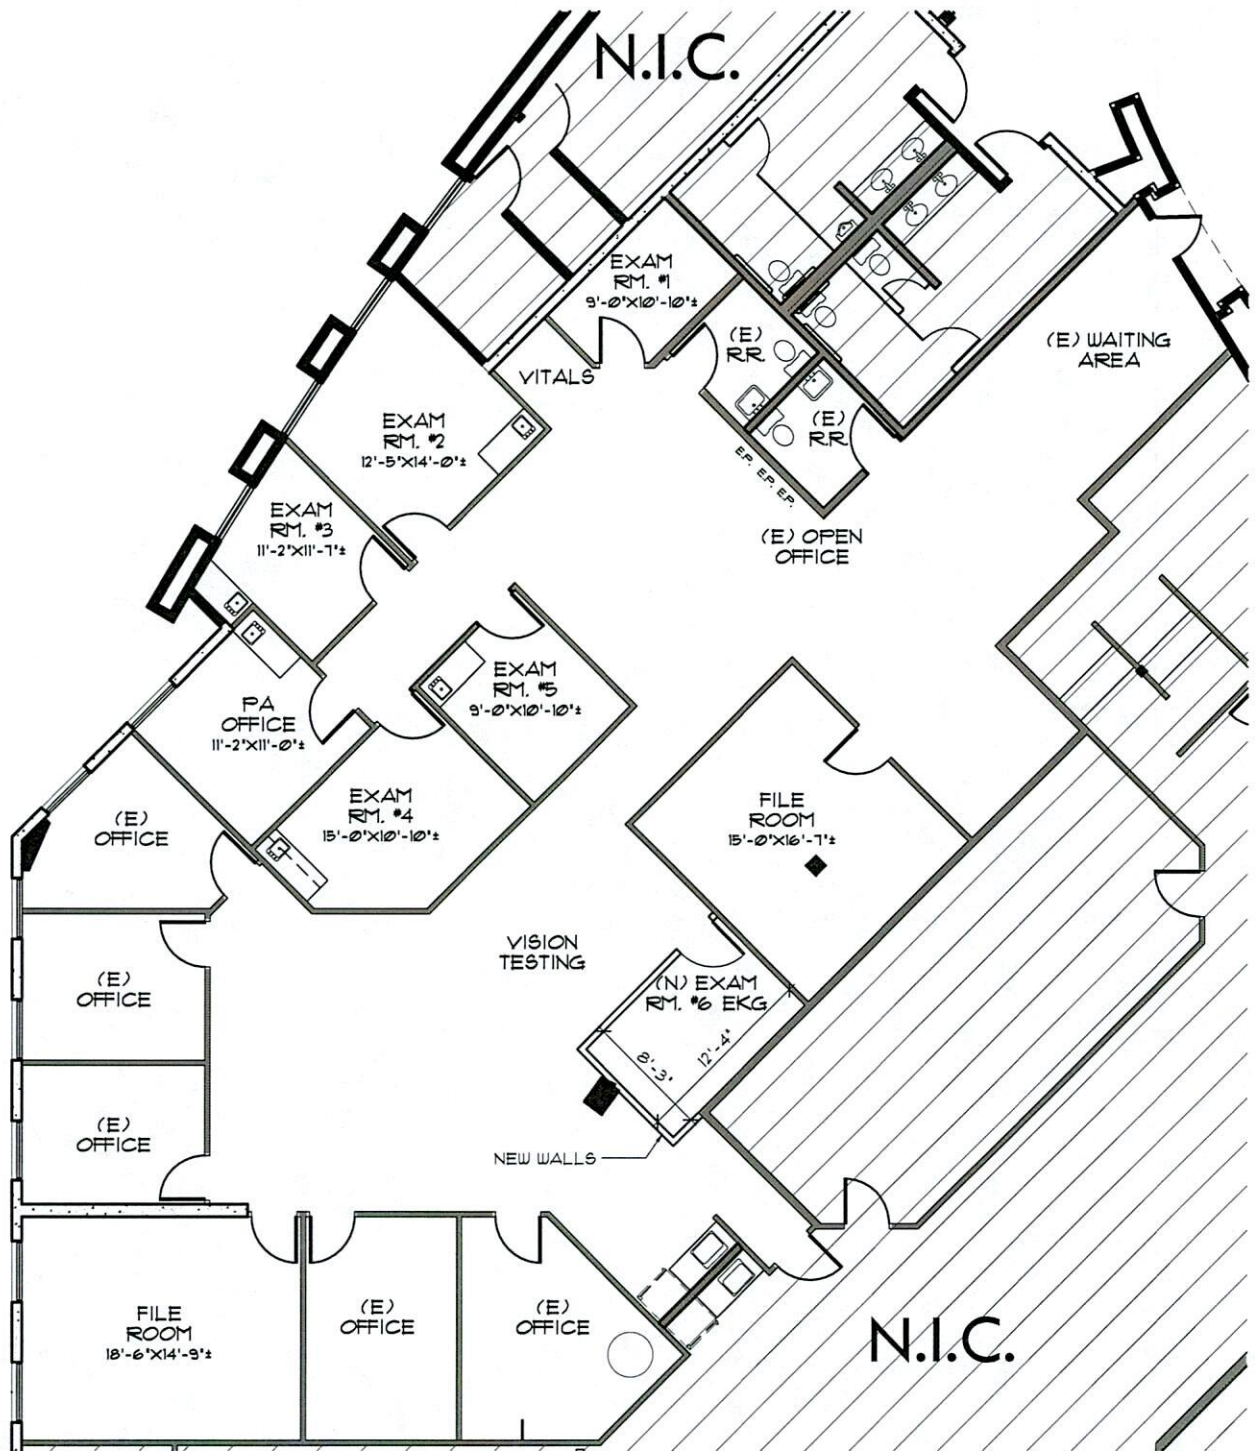 N.I.C.
EXAM
RM. #1
9'-0"X10'-10"±
(E)
R.R.
(E) WAITING
AREA
VITALS
EXAM
RM. #2
12'-5"X14'-0"±
(E)
R.R.
E.P. E.P. E.P.
EXAM
RM. #3
11'-2"X11'-7"±
(E) OPEN
OFFICE
EXAM
RM. #5
9'-0"X10'-10"±
PA
OFFICE
11'-2"X11'-0"±
EXAM
RM. #4
15'-0"X10'-10"±
FILE
ROOM
15'-0"X16'-7"±
(E)
OFFICE
VISION
TESTING
(E)
OFFICE
(N) EXAM
RM. #6 EKG
8'-3"
12'-4"
(E)
OFFICE
NEW WALLS
FILE
ROOM
18'-6"X14'-9"±
(E)
OFFICE
(E)
OFFICE
N.I.C.